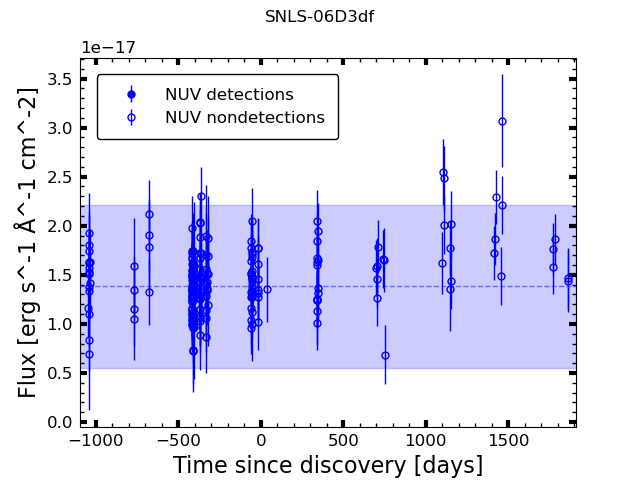 SNLS-06D3df
1e−17
NUV detections
NUV nondetections
3.5
3.0
2.5
2.0
1.5
1.0
0.5
0.0
Flux [erg s^-1 Å^-1 cm^-2]
−1000 −500 0 500 1000 1500
Time since discovery [days]